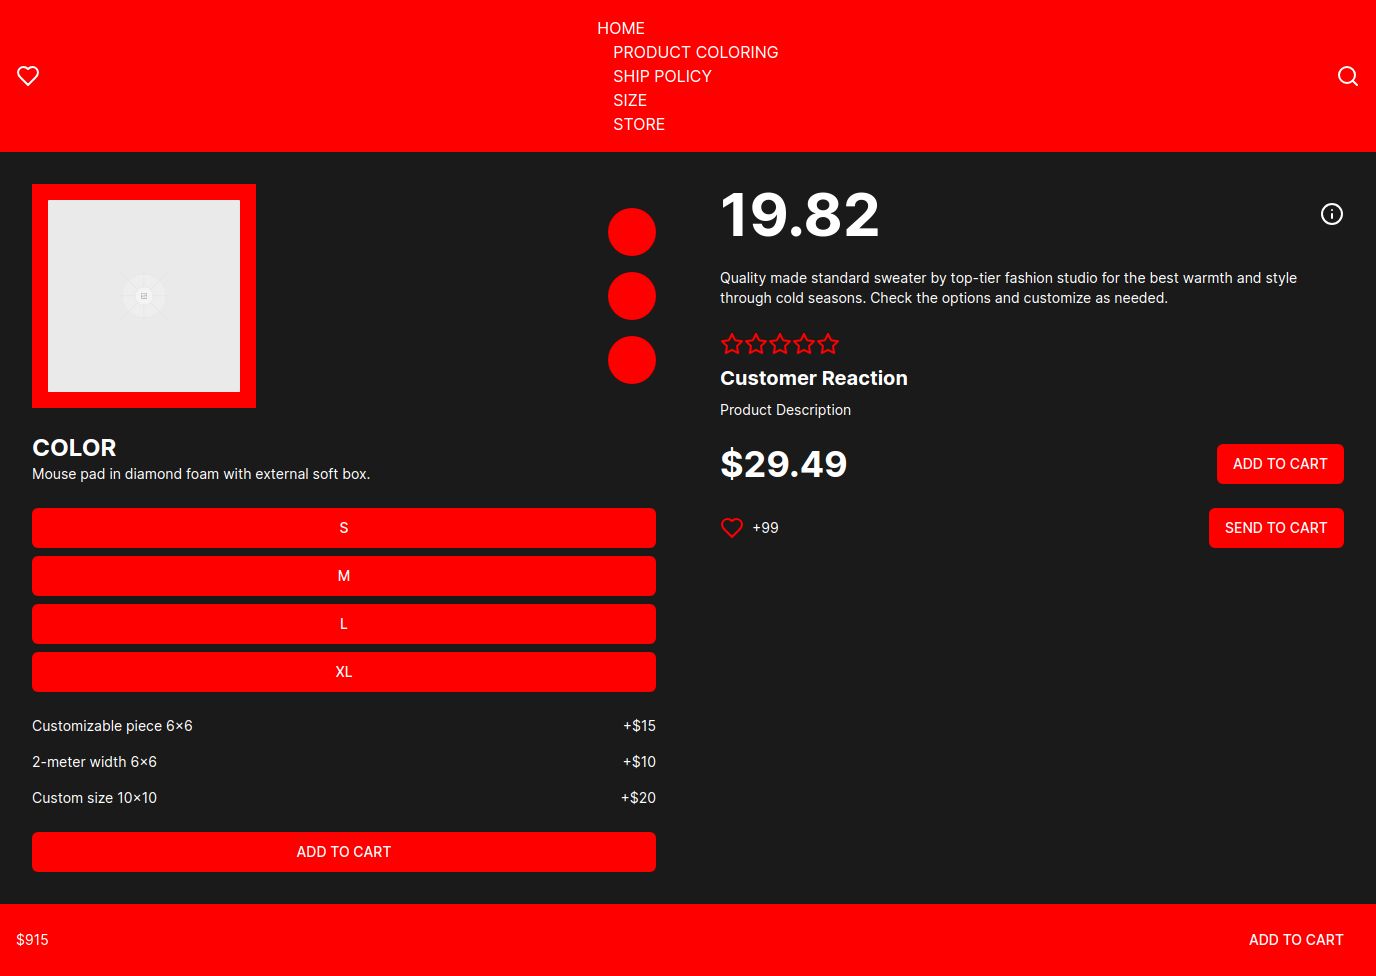 HOME
PRODUCT COLORING
SHIP POLICY
SIZE
STORE
COLOR
Mouse pad in diamond foam with external soft box.
S
M
L
XL
Customizable piece 6×6 +$15
2-meter width 6×6 +$10
Custom size 10×10 +$20
ADD TO CART
19.82
Quality made standard sweater by top-tier fashion studio for the best warmth and style
through cold seasons. Check the options and customize as needed.
Customer Reaction
Product Description
$29.49 ADD TO CART
+99 SEND TO CART
$915 ADD TO CART